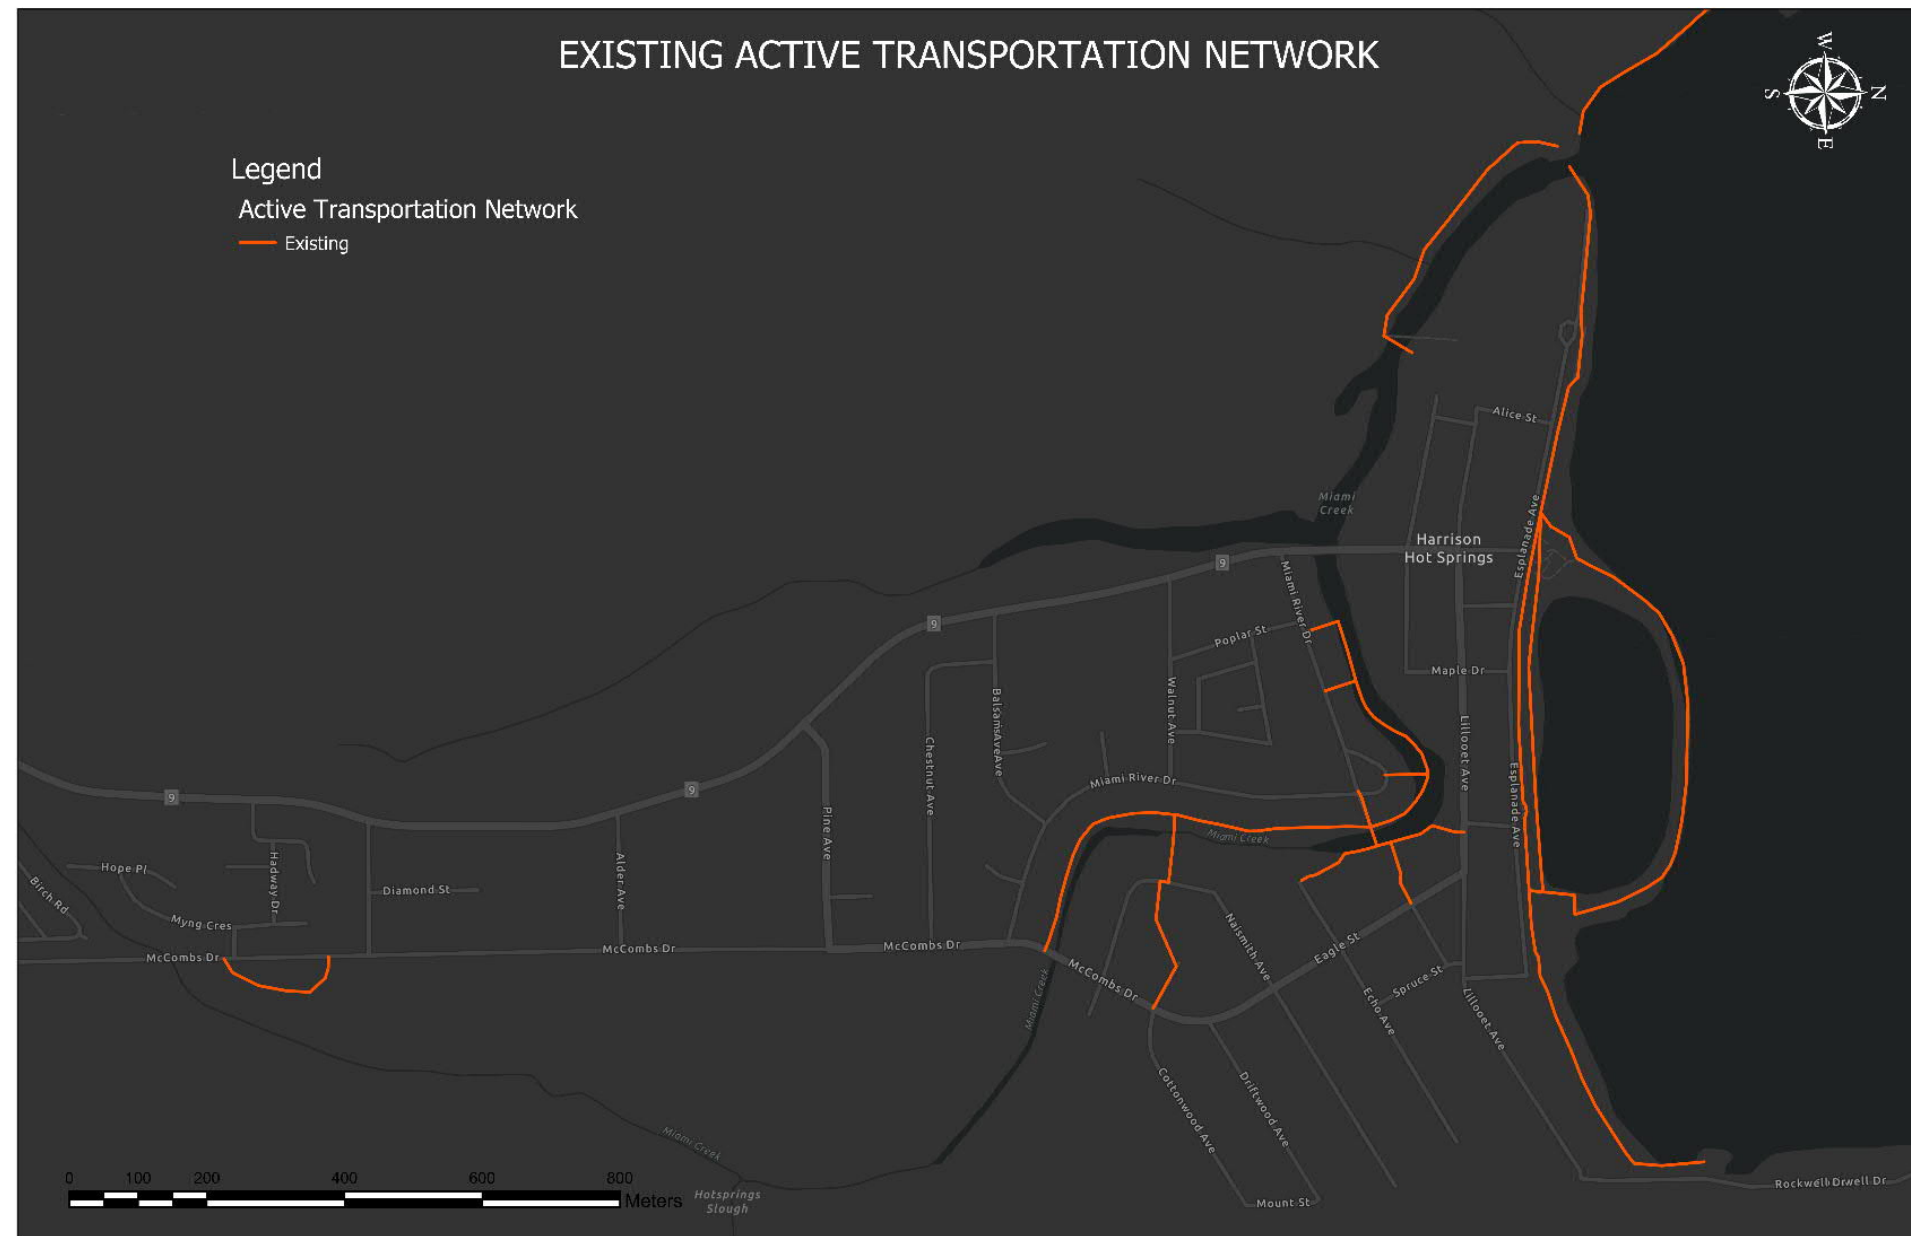 EXISTING ACTIVE TRANSPORTATION NETWORK
W
N
S
E
Legend
Active Transportation Network
Existing
Alice St
Miami
Creek
Harrison
Hot Springs
Esplanade Ave
9
Miami River Dr
9
Poplar St
Maple Dr
Walnut Ave
Balsam AveAve
Lillooet Ave
Chestnut Ave
Miami River Dr
Esplanade Ave
9
9
Pine Ave
Miami Creek
Hope Pl
Hadway Dr
Alder Ave
Birch Rd
Diamond St
Myng Cres
Naismith Ave
McCombs Dr
McCombs Dr
McCombs Dr
Eagle St
McCombs Dr
Spruce St
Miami Creek
Echo Ave
Lillooet Ave
Cottonwood Ave
Driftwood Ave
Miami Creek
0 100 200 400 600 800
Meters
Hotsprings
Slough
Mount St
Rockwell Drwell Dr